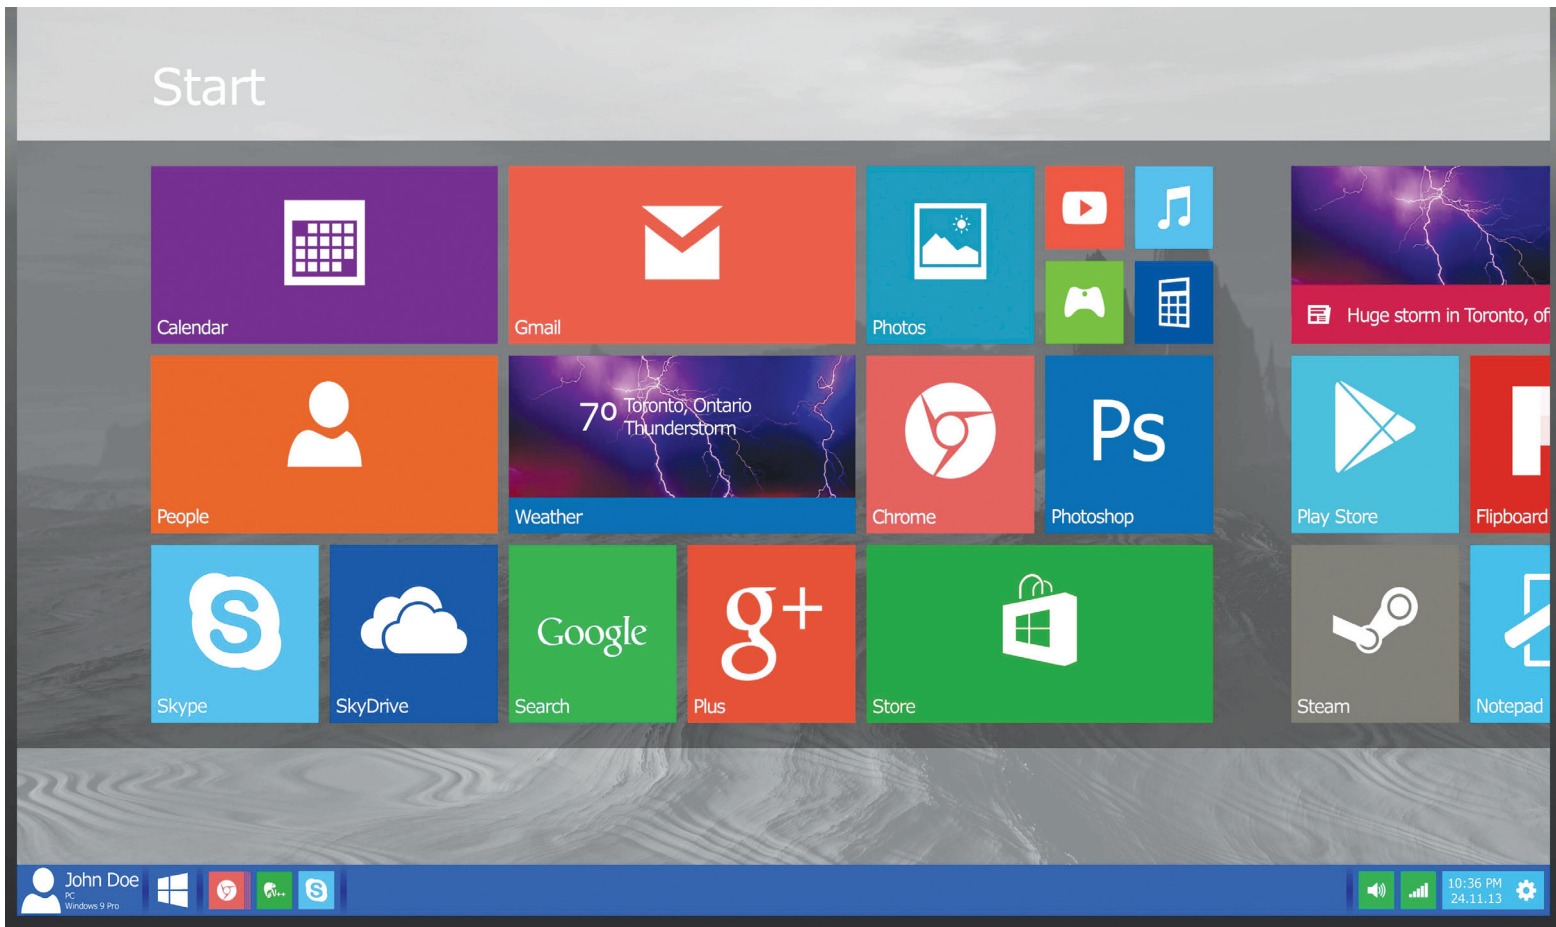 Start
Calendar
Gmail
Photos
Huge storm in Toronto, of
People
7°
Toronto, Ontario
Thunderstorm
Weather
Chrome
Ps
Photoshop
Play Store
Flipboard
S
Skype
SkyDrive
Google
Search
g+
Plus
Store
Steam
Notepad
John Doe
PC
Windows 9 Pro
S
10:36 PM
24.11.13